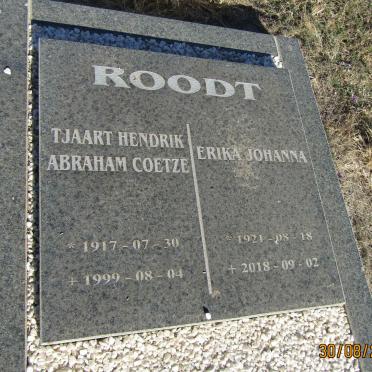 ROODT
TJAART HENDRIK
ABRAHAM COETZE
* 1917 - 07 - 30
+ 1999 - 08 - 04
ERIKA JOHANNA
* 1921 - 08 - 18
+ 2018 - 09 - 02
30/08/